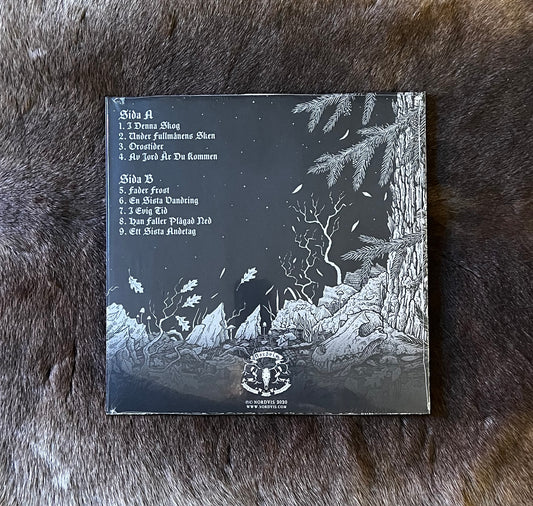 Sida A
1. I Denna Skog
2. Under Fullmånens Sken
3. Orostider
4. Av Jord Är Du Kommen
Sida B
5. Fader Frost
6. En Sista Vandring
7. I Evig Tid
8. Han Faller Plågad Ned
9. Ett Sista Andetag
NORDVIS
℗© NORDVIS 2020
WWW.NORDVIS.COM